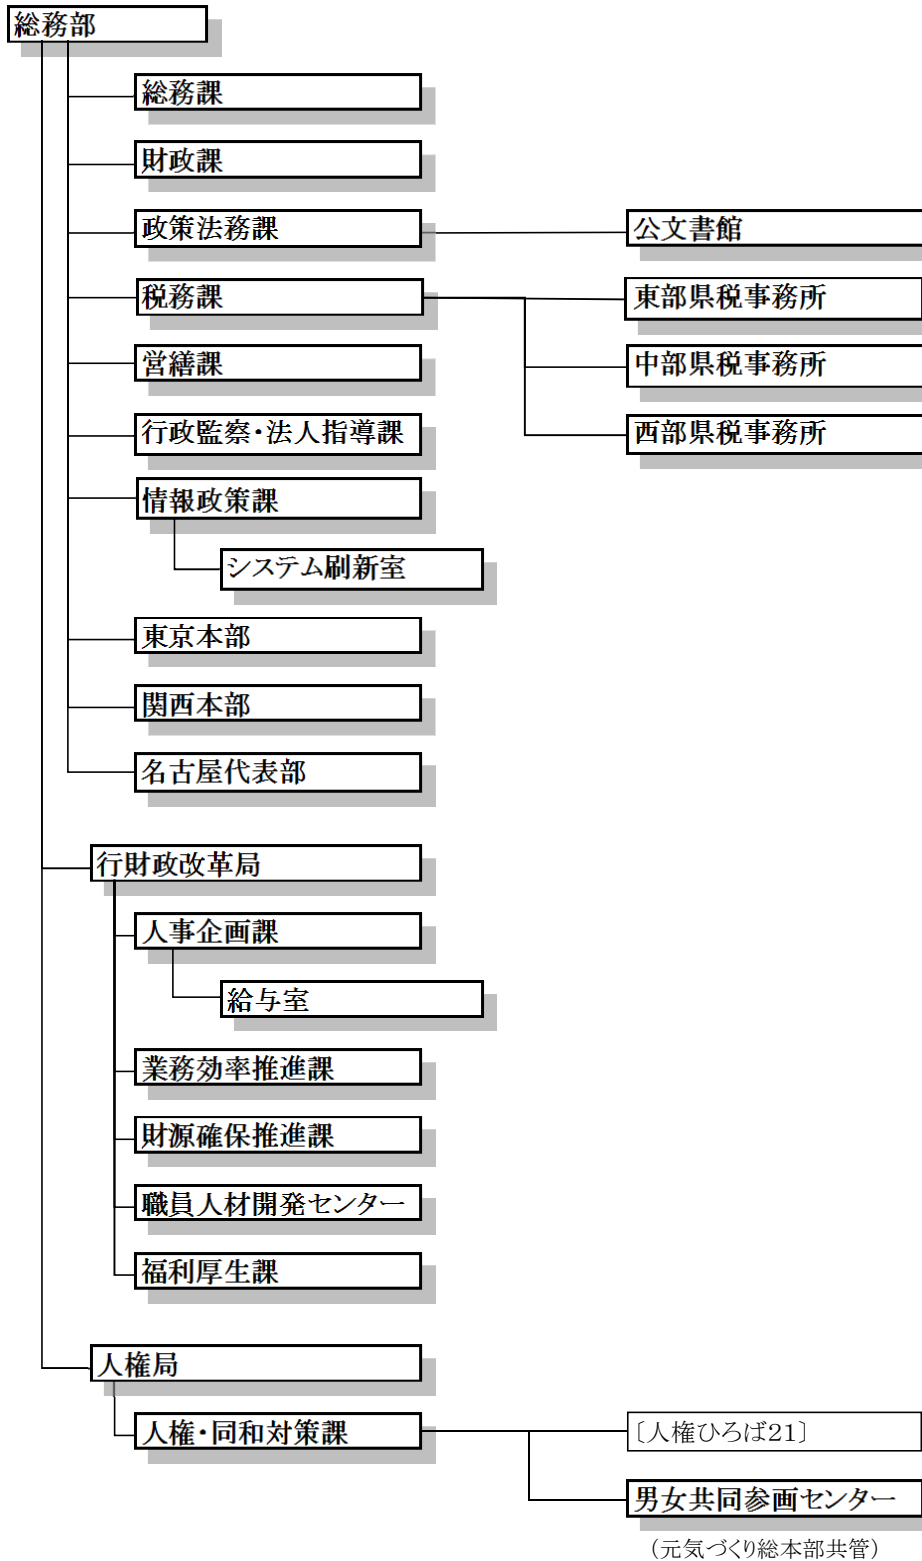 総務部
総務課
財政課
政策法務課
公文書館
税務課
東部県税事務所
営繕課
中部県税事務所
行政監察・法人指導課
西部県税事務所
情報政策課
システム刷新室
東京本部
関西本部
名古屋代表部
行財政改革局
人事企画課
給与室
業務効率推進課
財源確保推進課
職員人材開発センター
福利厚生課
人権局
人権・同和対策課
〔人権ひろば21〕
男女共同参画センター
（元気づくり総本部共管）